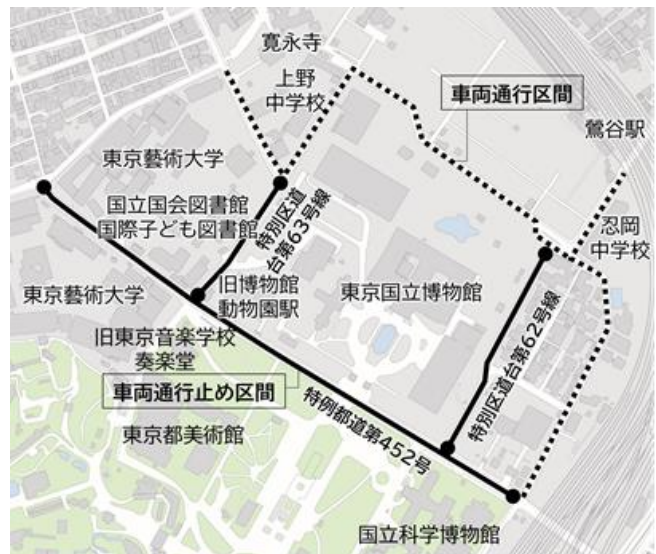 寛永寺
上野
中学校
車両通行区間
鶯谷駅
東京藝術大学
国立国会図書館
国際子ども図書館
特別区道
台第63号線
忍岡
中学校
東京藝術大学
旧博物館
動物園駅
東京国立博物館
特別区道台第62号線
旧東京音楽学校
奏楽堂
車両通行止め区間
特例都道第452号
東京都美術館
国立科学博物館